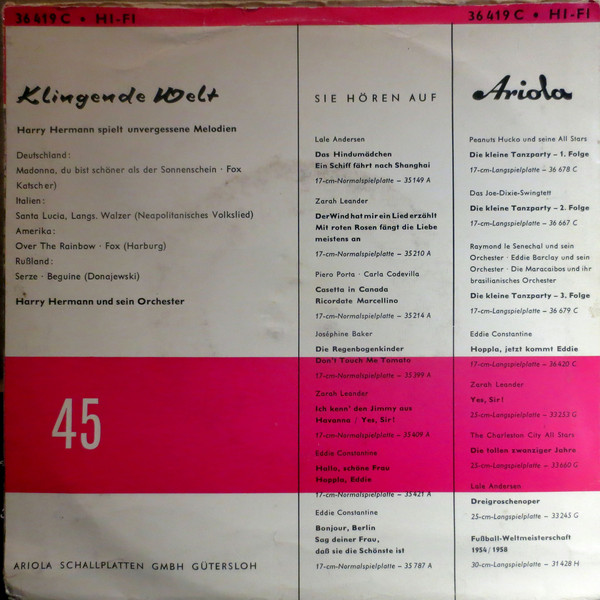 36 419 C • HI-FI
36 419 C • HI-FI
Klingende Welt
Harry Hermann spielt unvergessene Melodien
Deutschland:
Madonna, du bist schöner als der Sonnenschein · Fox
Katscher)
Italien:
Santa Lucia, Langs. Walzer (Neapolitanisches Volkslied)
Amerika:
Over The Rainbow · Fox (Harburg)
Rußland:
Serze · Beguine (Donajewski)
Harry Hermann und sein Orchester
45
ARIOLA SCHALLPLATTEN GMBH GÜTERSLOH
SIE HÖREN AUF
Lale Andersen
Das Hindumädchen
Ein Schiff fährt nach Shanghai
17-cm-Normalspielplatte – 35 149 A
Zarah Leander
Der Wind hat mir ein Lied erzählt
Mit roten Rosen fängt die Liebe
meistens an
17-cm-Normalspielplatte – 35 210 A
Piero Porta · Carla Codevilla
Casetta in Canada
Ricordate Marcellino
17-cm-Normalspielplatte – 35 214 A
Joséphine Baker
Die Regenbogenkinder
Don't Touch Me Tomato
17-cm-Normalspielplatte – 35 399 A
Zarah Leander
Ich kenn' den Jimmy aus
Havanna / Yes, Sir!
17-cm-Normalspielplatte – 35 409 A
Eddie Constantine
Hallo, schöne Frau
Hoppla, Eddie
17-cm-Normalspielplatte – 35 421 A
Eddie Constantine
Bonjour, Berlin
Sag deiner Frau,
daß sie die Schönste ist
17-cm-Normalspielplatte – 35 787 A
Ariola
Peanuts Hucko und seine All Stars
Die kleine Tanzparty – 1. Folge
17-cm-Langspielplatte – 36 678 C
Das Joe-Dixie-Swingtett
Die kleine Tanzparty – 2. Folge
17-cm-Langspielplatte – 36 667 C
Raymond le Senechal und sein
Orchester · Eddie Barclay und sein
Orchester · Die Maracaibos und ihr
brasilianisches Orchester
Die kleine Tanzparty – 3. Folge
17-cm-Langspielplatte – 36 679 C
Eddie Constantine
Hoppla, jetzt kommt Eddie
17-cm-Langspielplatte – 36 420 C
Zarah Leander
Yes, Sir!
25-cm-Langspielplatte – 33 253 G
The Charleston City All Stars
Die tollen zwanziger Jahre
25-cm-Langspielplatte – 33 660 G
Lale Andersen
Dreigroschenoper
25-cm-Langspielplatte – 33 245 G
Fußball-Weltmeisterschaft
1954 / 1958
30-cm-Langspielplatte – 31 428 H